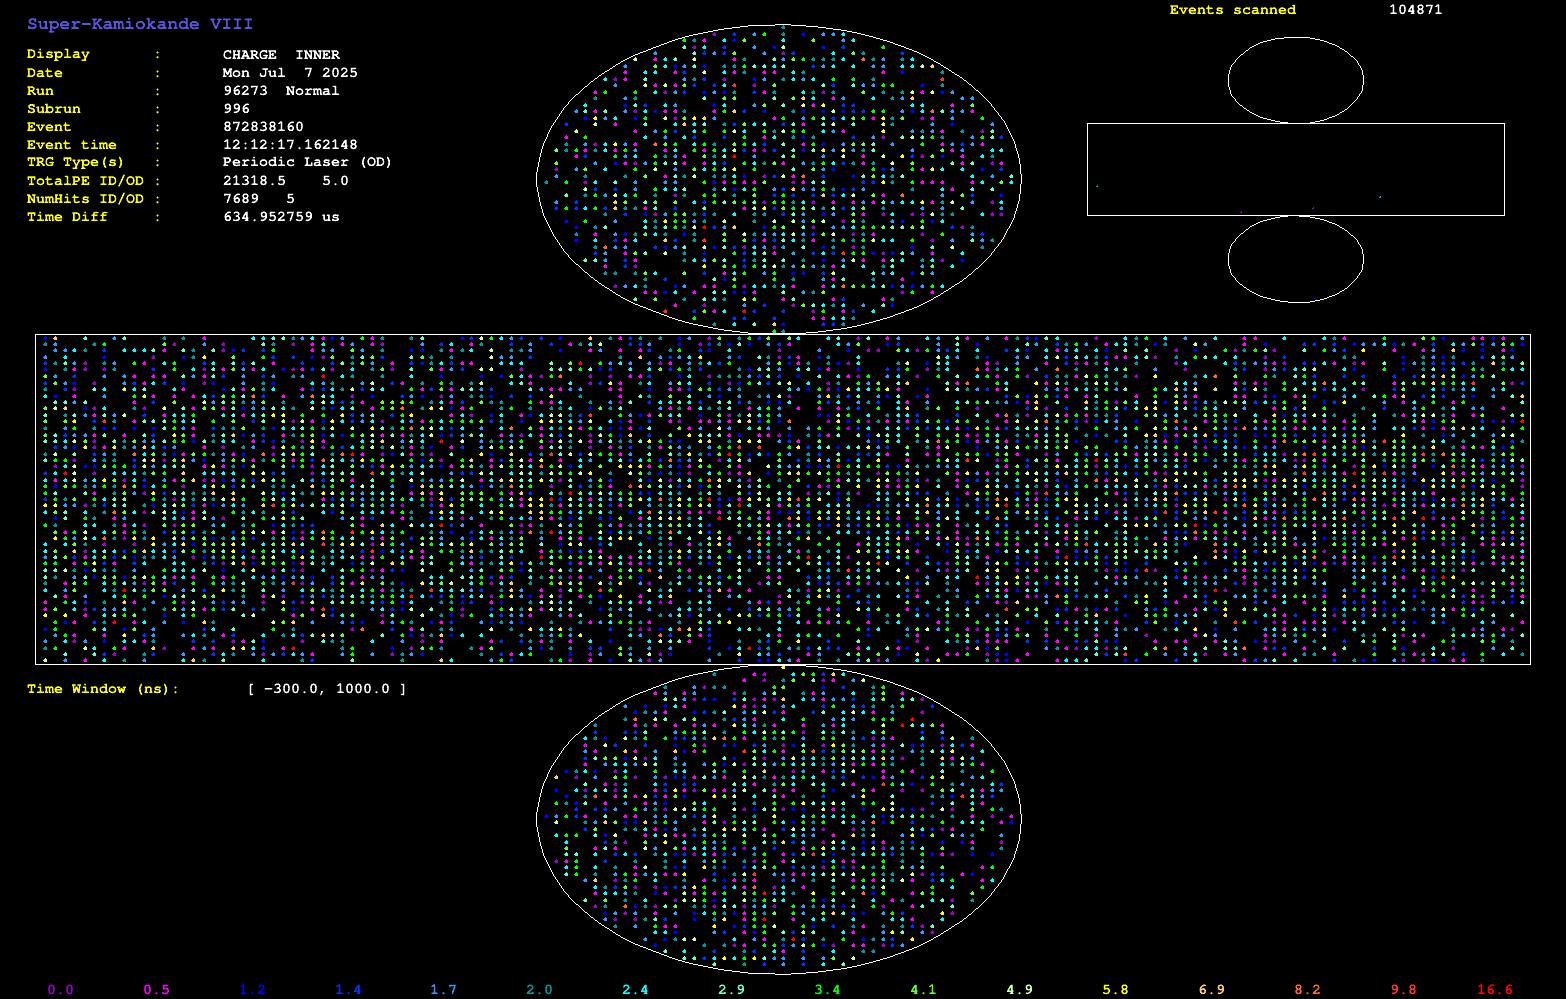 Super-Kamiokande VIII
Events scanned 104871
Display : CHARGE INNER
Date : Mon Jul 7 2025
Run : 96273 Normal
Subrun : 996
Event : 872838160
Event time : 12:12:17.162148
TRG Type(s) : Periodic Laser (OD)
TotalPE ID/OD : 21318.5 5.0
NumHits ID/OD : 7689 5
Time Diff : 634.952759 us
Time Window (ns): [ -300.0, 1000.0 ]
0.0 0.5 1.2 1.4 1.7 2.0 2.4 2.9 3.4 4.1 4.9 5.8 6.9 8.2 9.8 16.6